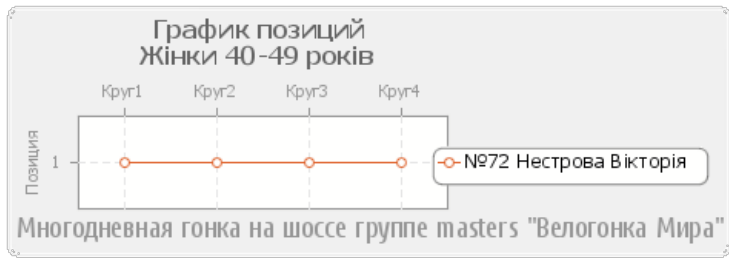 График позиций
Жінки 40-49 років
Круг1 Круг2 Круг3 Круг4
Позиция
1
№72 Нестрова Вікторія
Многодневная гонка на шоссе группе masters "Велогонка Мира"